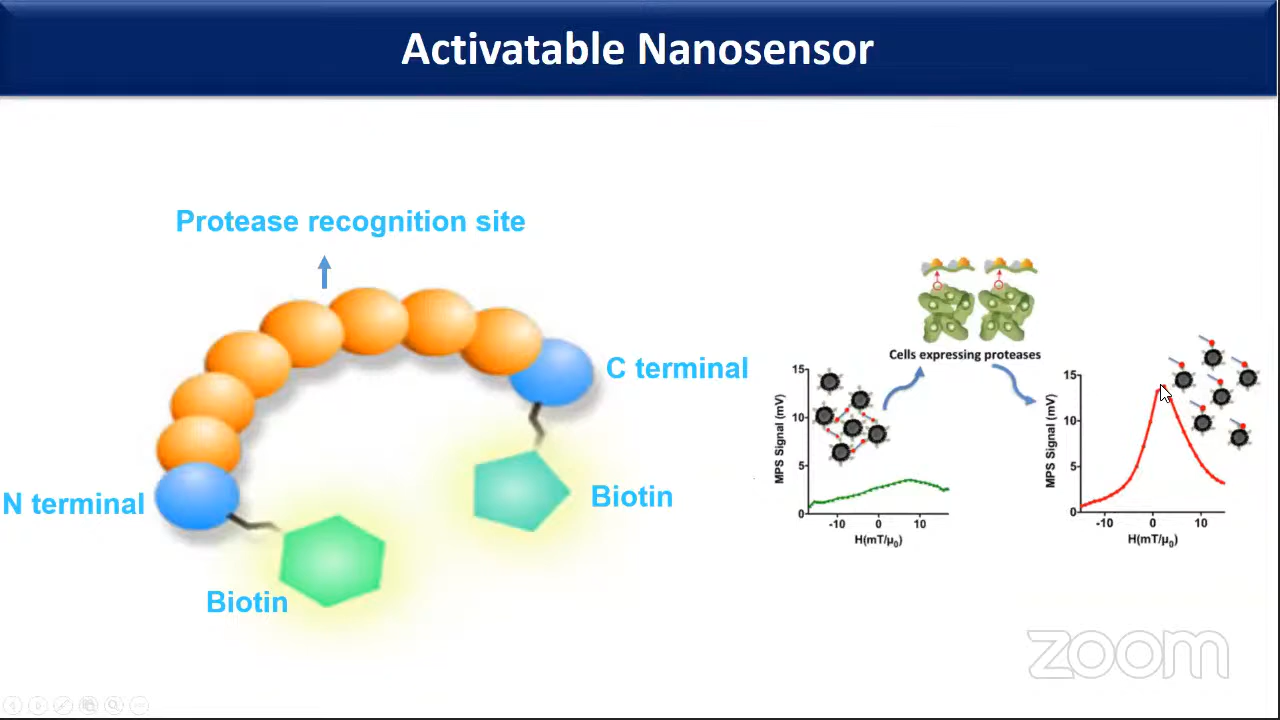 Activatable Nanosensor
Protease recognition site
C terminal
N terminal
Biotin
Biotin
Cells expressing proteases
15
10
5
0
MPS Signal (mV)
-10 0 10
H(mT/μ₀)
15
10
5
0
MPS Signal (mV)
-10 0 10
H(mT/μ₀)
zoom